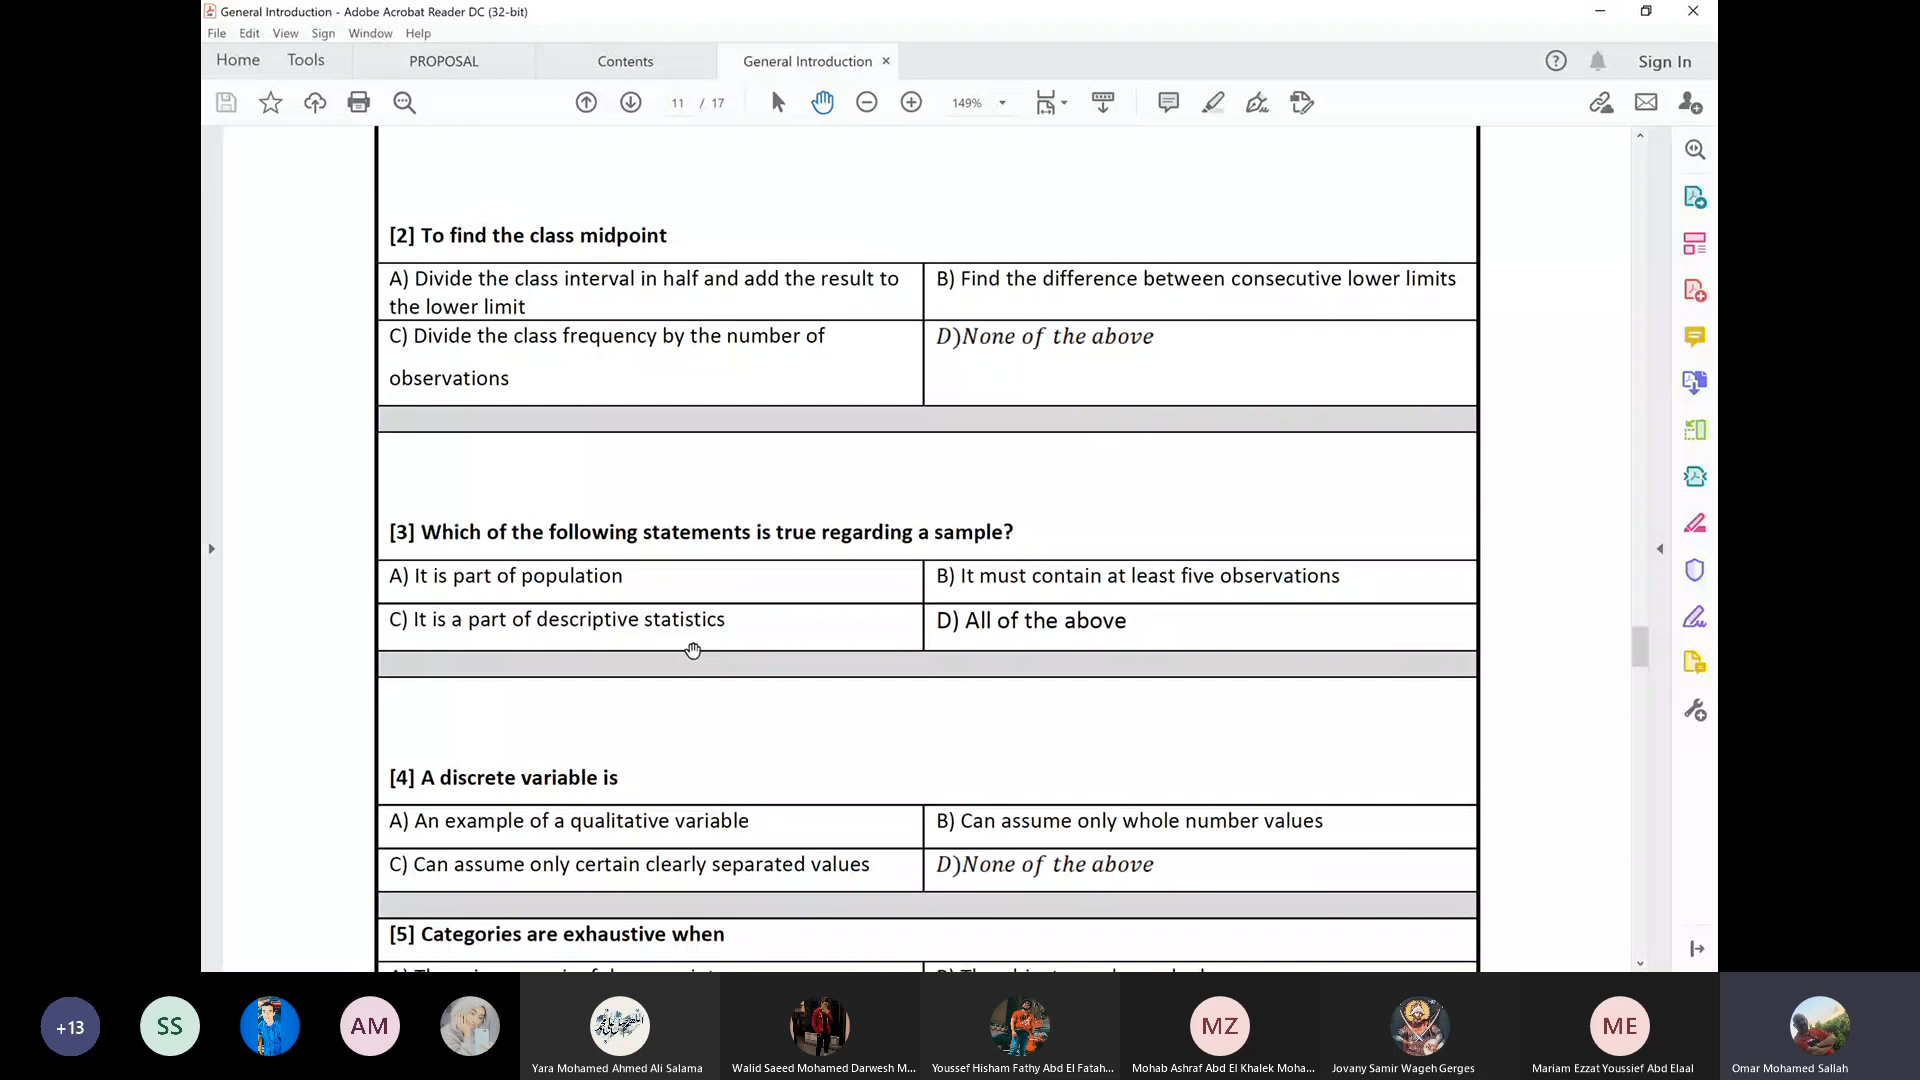 General Introduction - Adobe Acrobat Reader DC (32-bit)
File Edit View Sign Window Help
Home Tools PROPOSAL Contents General Introduction × Sign In
11 / 17 149%
[2] To find the class midpoint
A) Divide the class interval in half and add the result to
the lower limit
B) Find the difference between consecutive lower limits
C) Divide the class frequency by the number of
observations
D)None of the above
[3] Which of the following statements is true regarding a sample?
A) It is part of population
B) It must contain at least five observations
C) It is a part of descriptive statistics
D) All of the above
[4] A discrete variable is
A) An example of a qualitative variable
B) Can assume only whole number values
C) Can assume only certain clearly separated values
D)None of the above
[5] Categories are exhaustive when
+13 SS AM MZ ME
Yara Mohamed Ahmed Ali Salama
Walid Saeed Mohamed Darwesh M...
Youssef Hisham Fathy Abd El Fatah...
Mohab Ashraf Abd El Khalek Moha...
Jovany Samir Wageh Gerges
Mariam Ezzat Youssief Abd Elaal
Omar Mohamed Sallah